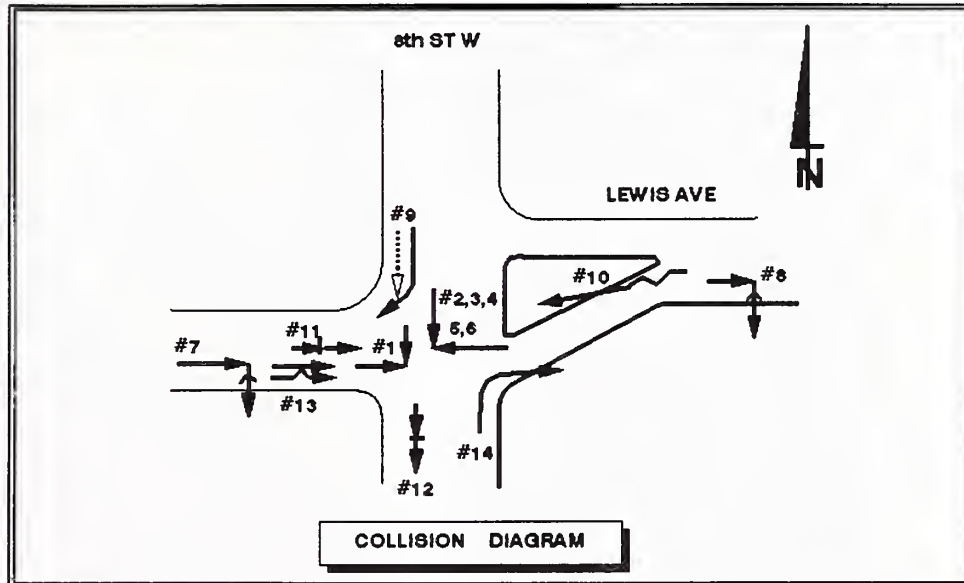 8th ST W
N
LEWIS AVE
#9
#10
#8
#2,3,4
5,6
#11
#1
#7
#13
#14
#12
COLLISION DIAGRAM